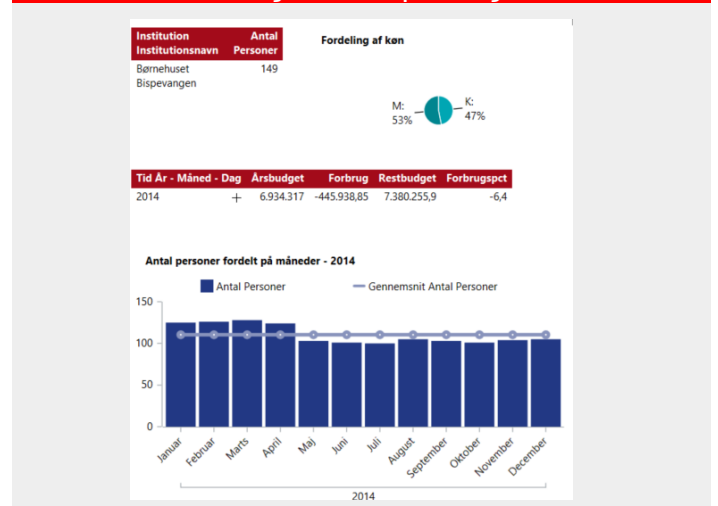 Institution Antal
Institutionsnavn Personer
Børnehuset 149
Bispevangen
Fordeling af køn
M: K:
53% 47%
Tid År - Måned - Dag Årsbudget Forbrug Restbudget Forbrugspct
2014 + 6.934.317 -445.938,85 7.380.255,9 -6,4
Antal personer fordelt på måneder - 2014
Antal Personer Gennemsnit Antal Personer
150
100
50
0
Januar Februar Marts April Maj Juni Juli August September Oktober November December
2014